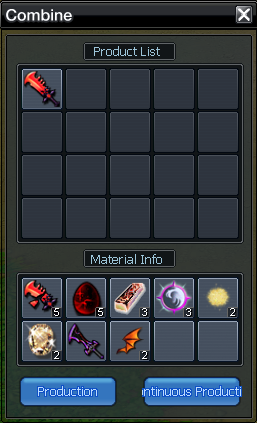 Combine
Product List
Material Info
5 5 3 3 2
2 2
Production
ntinuous Producti